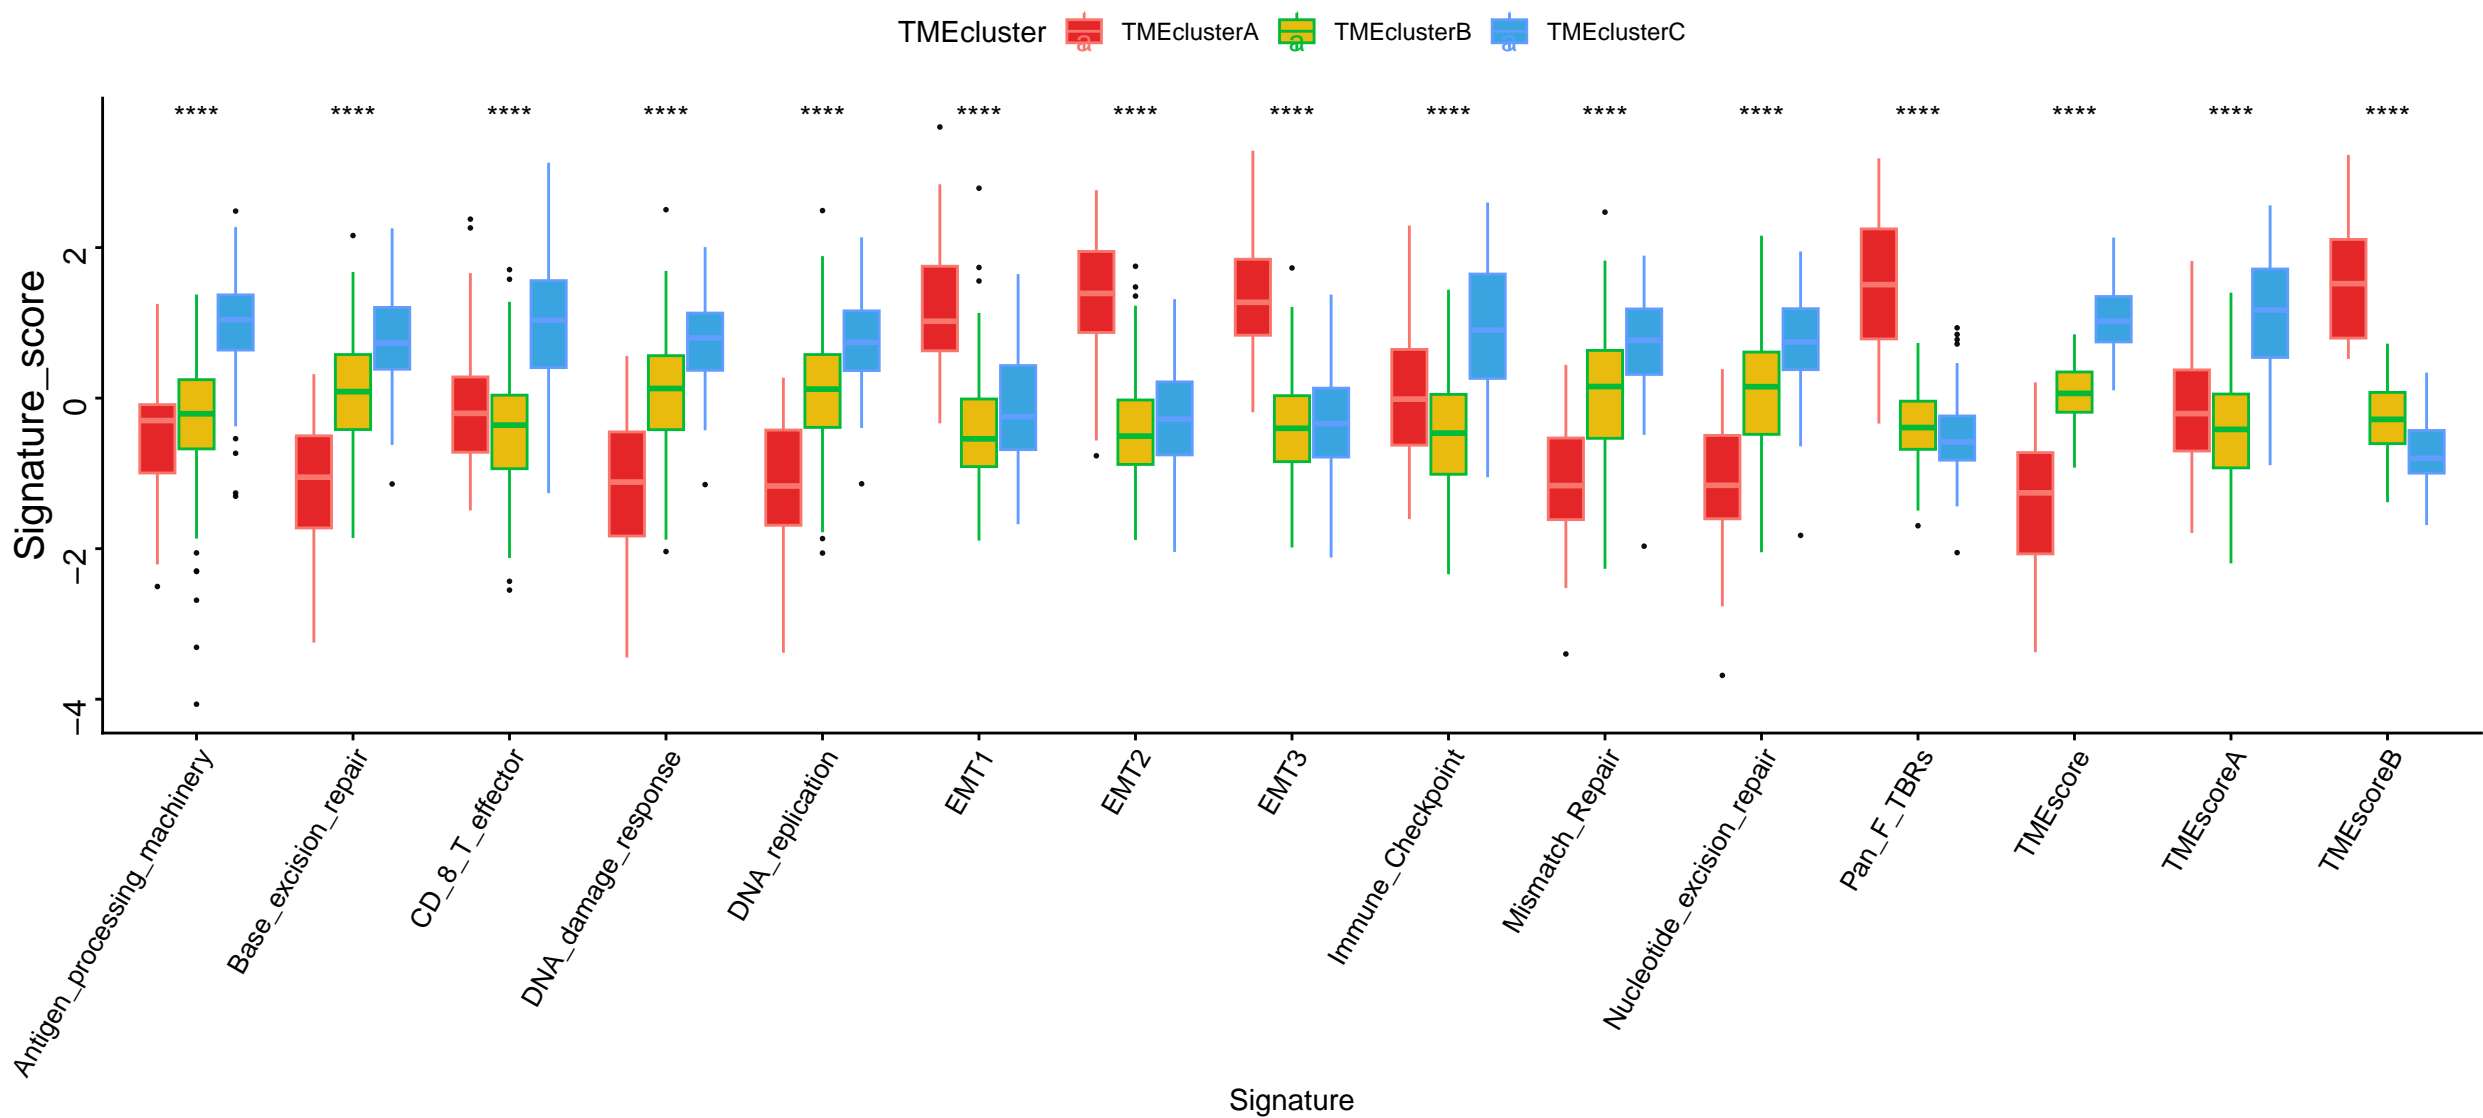 TMEcluster a TMEclusterA a TMEclusterB a TMEclusterC
**** **** **** **** **** **** **** **** **** **** **** **** **** **** ****
Signature_score
2
0
−2
−4
Antigen_processing_machinery
Base_excision_repair
CD_8_T_effector
DNA_damage_response
DNA_replication
EMT1
EMT2
EMT3
Immune_Checkpoint
Mismatch_Repair
Nucleotide_excision_repair
Pan_F_TBRs
TMEscore
TMEscoreA
TMEscoreB
Signature